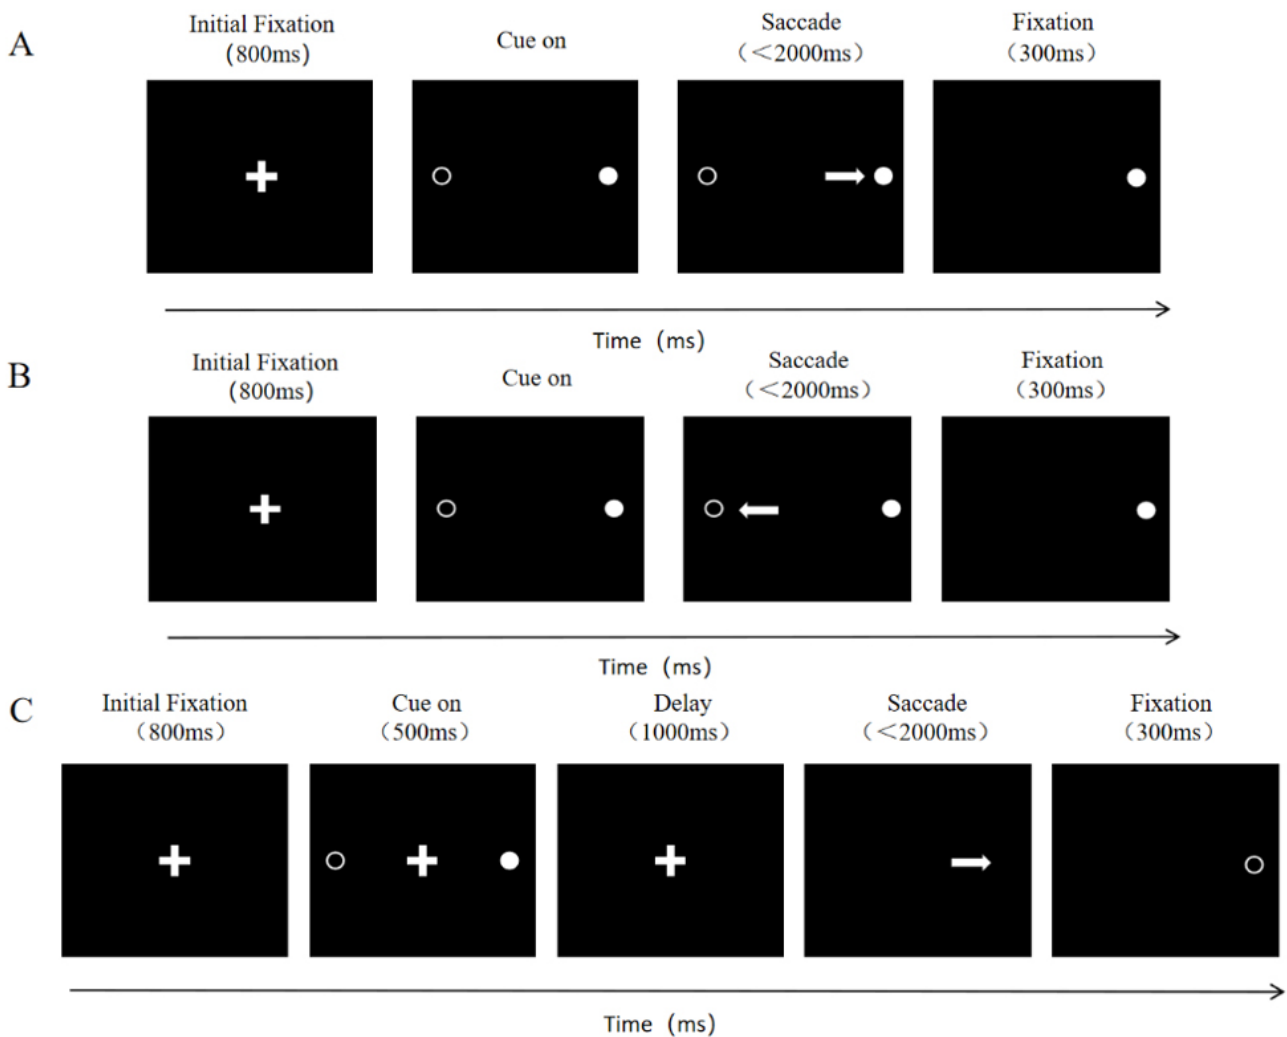 A
Initial Fixation
(800ms)
Cue on
Saccade
（<2000ms）
Fixation
（300ms）
Time (ms)
B
Initial Fixation
(800ms)
Cue on
Saccade
（<2000ms）
Fixation
（300ms）
Time (ms)
C
Initial Fixation
（800ms）
Cue on
（500ms）
Delay
（1000ms）
Saccade
（<2000ms）
Fixation
（300ms）
Time (ms)